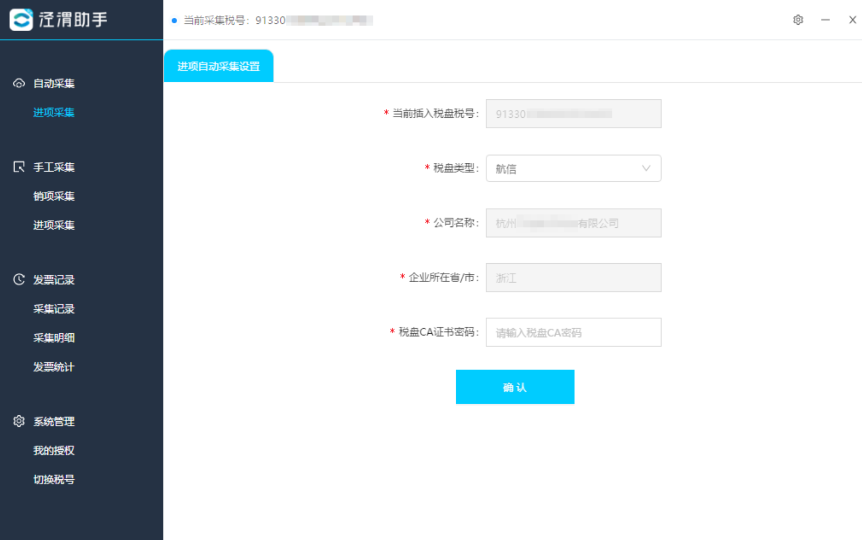 泾渭助手
当前采集税号: 91330
自动采集
进项采集
手工采集
销项采集
进项采集
发票记录
采集记录
采集明细
发票统计
系统管理
我的授权
切换税号
进项自动采集设置
* 当前插入税盘税号: 91330
* 税盘类型: 航信
* 公司名称: 杭州 有限公司
* 企业所在省/市: 浙江
* 税盘CA证书密码: 请输入税盘CA密码
确 认